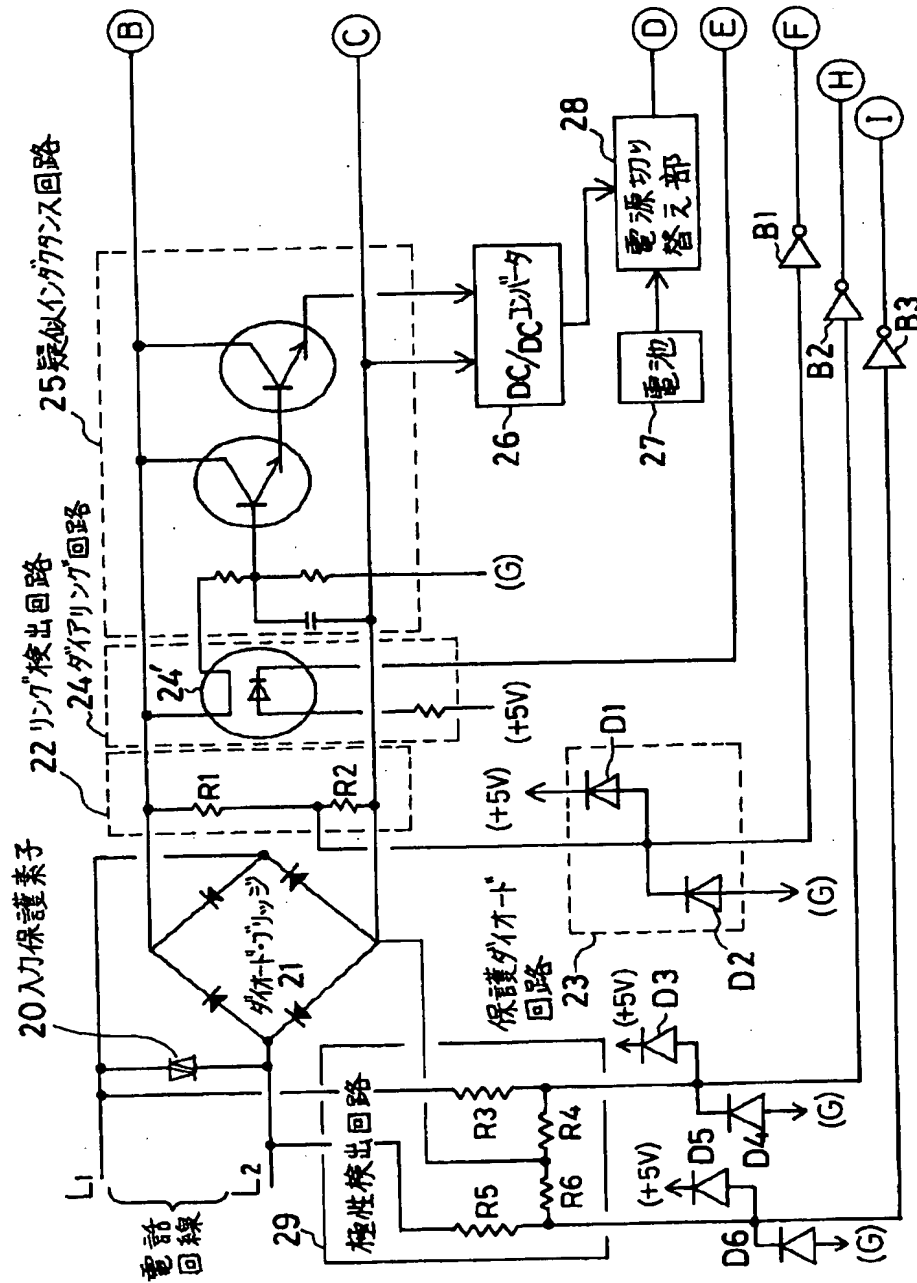 電話
回線
L1
L2
20入力保護素子
ダイオード・ブリッジ
21
22リング検出回路
24ダイアリング回路
25疑似インダクタンス回路
R1
R2
24'
(+5V)
(G)
B
C
26
DC/DCコンバータ
27
電池
28
電源切り
替え部
D
E
F
H
I
B1
B2
B3
29
極性検出回路
R3
R4
R5
R6
保護ダイオード
回路
23
(+5V)
D1
D2
(G)
(+5V)
D3
D4
(G)
(+5V)
D5
D6
(G)